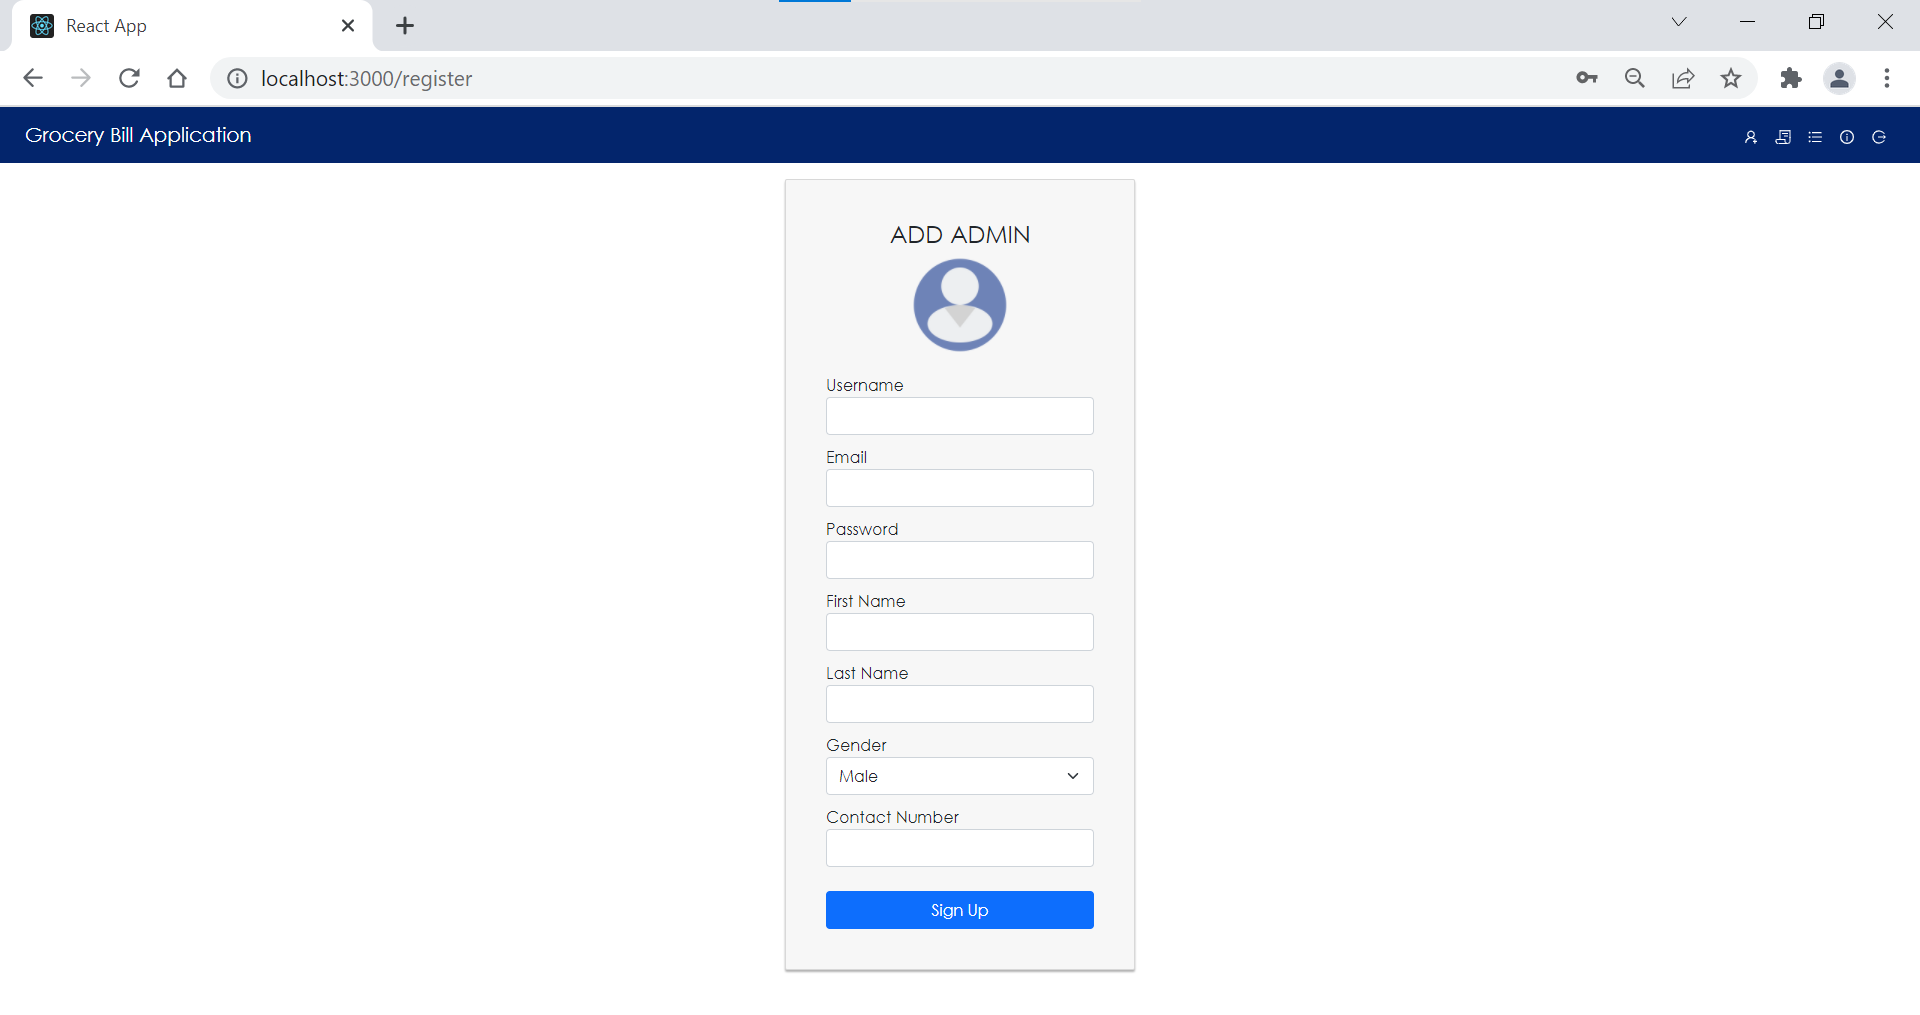 React App
localhost:3000/register
Grocery Bill Application
ADD ADMIN
Username
Email
Password
First Name
Last Name
Gender
Male
Contact Number
Sign Up